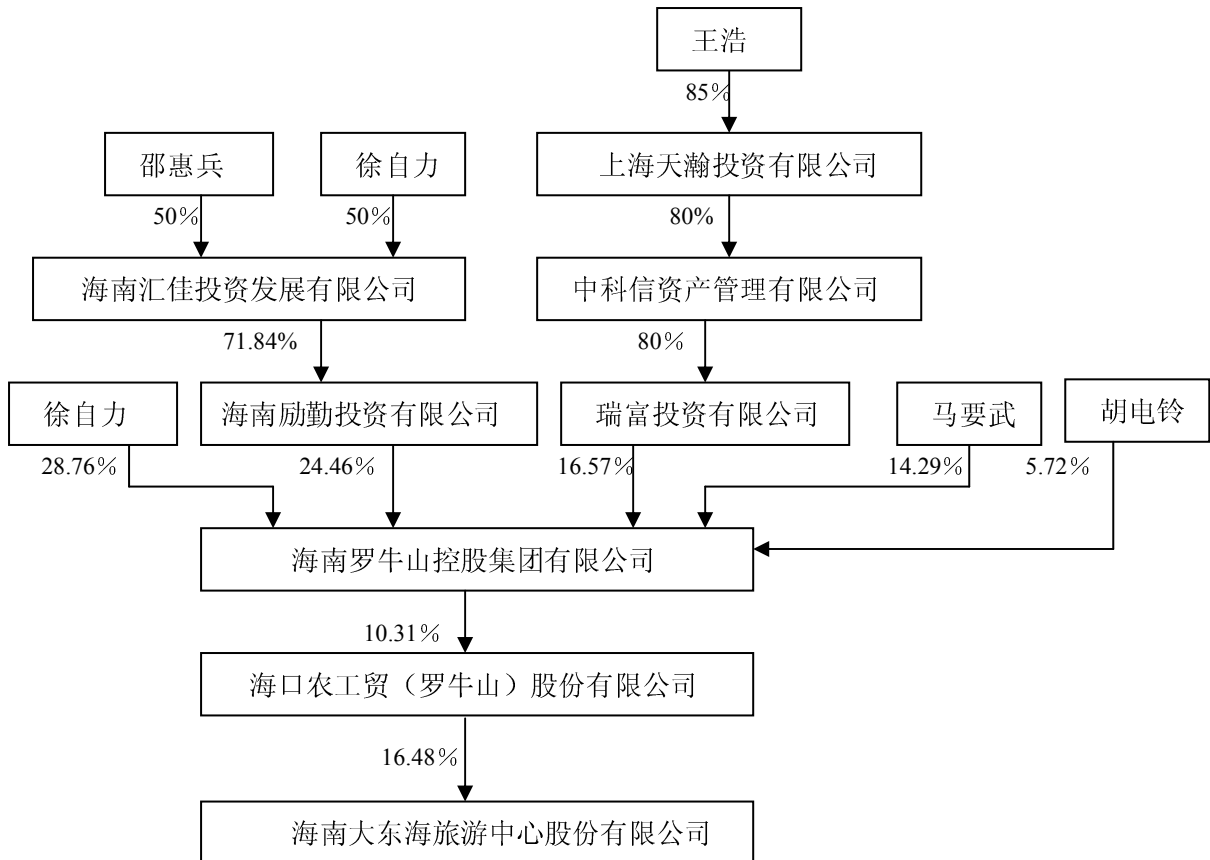 王浩
85%
邵惠兵
徐自力
上海天瀚投资有限公司
50%
50%
80%
海南汇佳投资发展有限公司
中科信资产管理有限公司
71.84%
80%
徐自力
海南励勤投资有限公司
瑞富投资有限公司
马要武
胡电铃
28.76%
24.46%
16.57%
14.29%
5.72%
海南罗牛山控股集团有限公司
10.31%
海口农工贸（罗牛山）股份有限公司
16.48%
海南大东海旅游中心股份有限公司